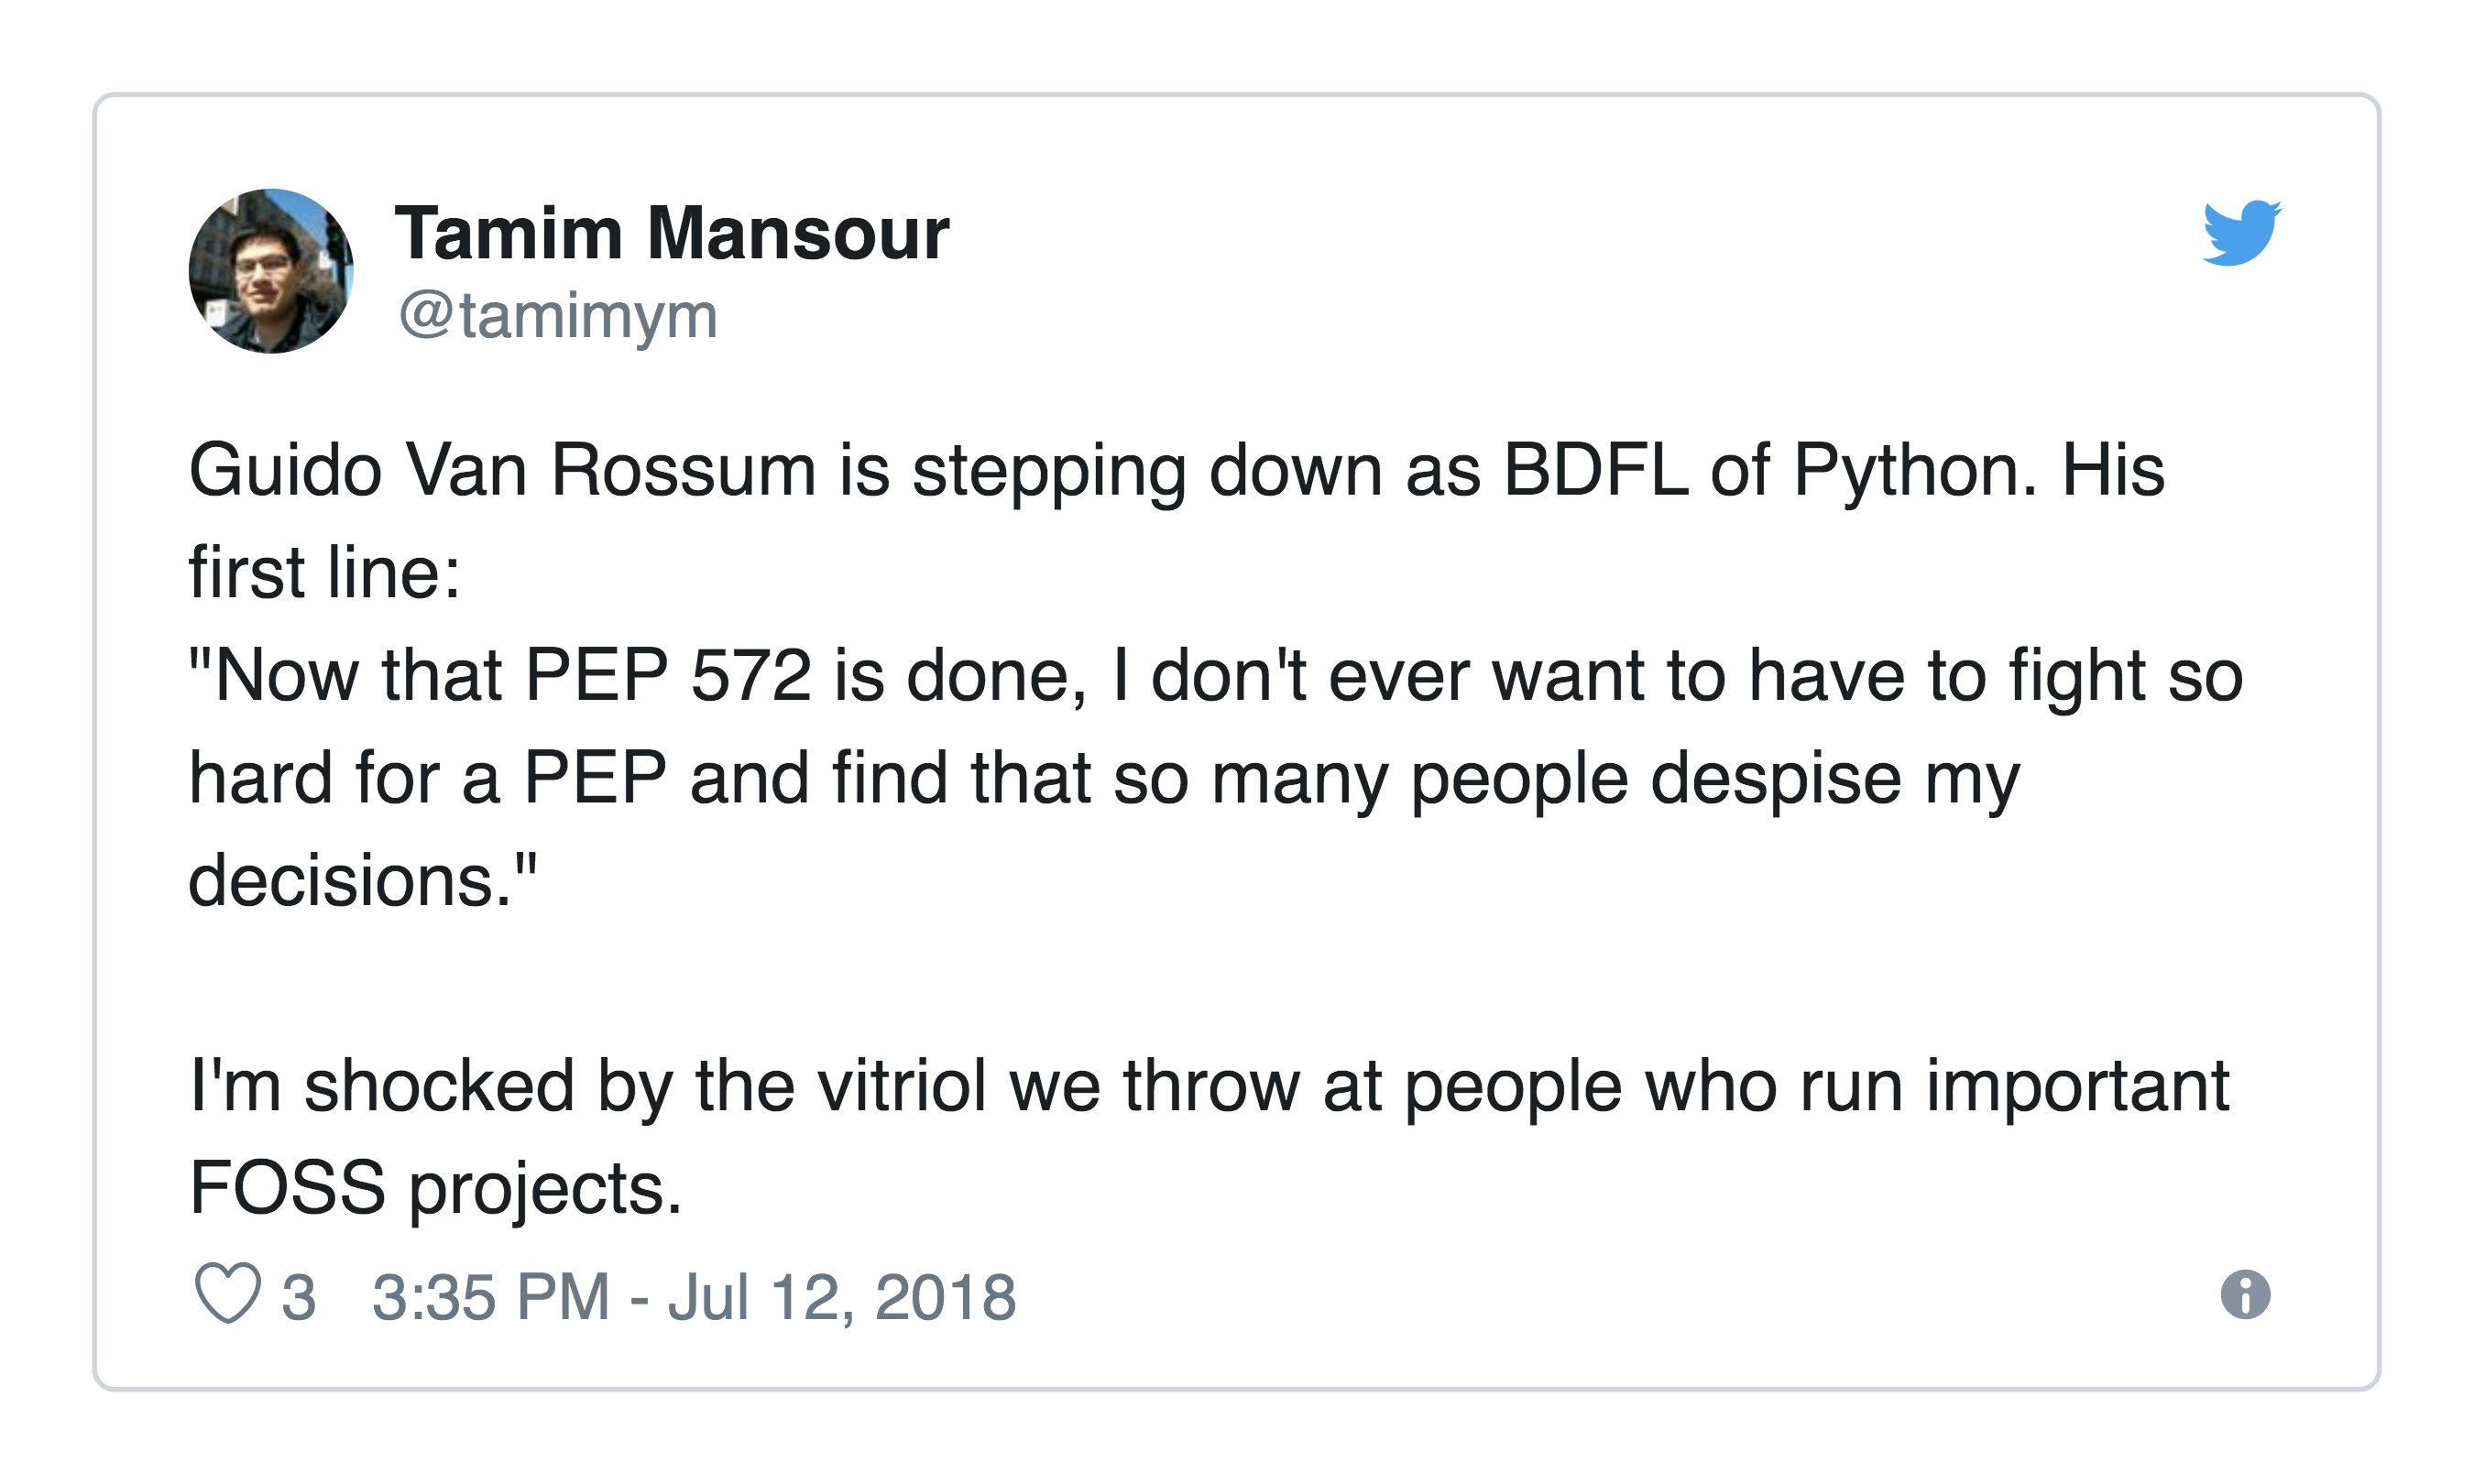 Tamim Mansour
@tamimym
Guido Van Rossum is stepping down as BDFL of Python. His
first line:
"Now that PEP 572 is done, I don't ever want to have to fight so
hard for a PEP and find that so many people despise my
decisions."
I'm shocked by the vitriol we throw at people who run important
FOSS projects.
3 3:35 PM - Jul 12, 2018